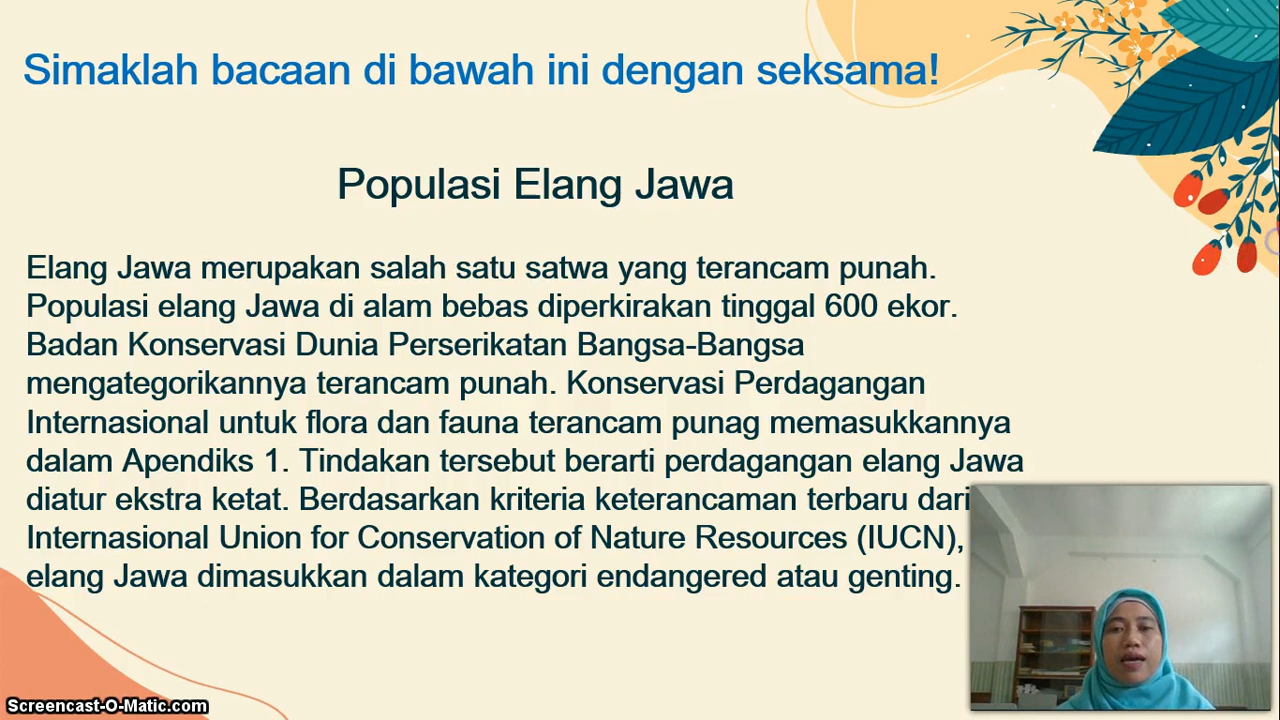 Simaklah bacaan di bawah ini dengan seksama!
Populasi Elang Jawa
Elang Jawa merupakan salah satu satwa yang terancam punah.
Populasi elang Jawa di alam bebas diperkirakan tinggal 600 ekor.
Badan Konservasi Dunia Perserikatan Bangsa-Bangsa
mengategorikannya terancam punah. Konservasi Perdagangan
Internasional untuk flora dan fauna terancam punag memasukkannya
dalam Apendiks 1. Tindakan tersebut berarti perdagangan elang Jawa
diatur ekstra ketat. Berdasarkan kriteria keterancaman terbaru dari
Internasional Union for Conservation of Nature Resources (IUCN),
elang Jawa dimasukkan dalam kategori endangered atau genting.
Screencast-O-Matic.com